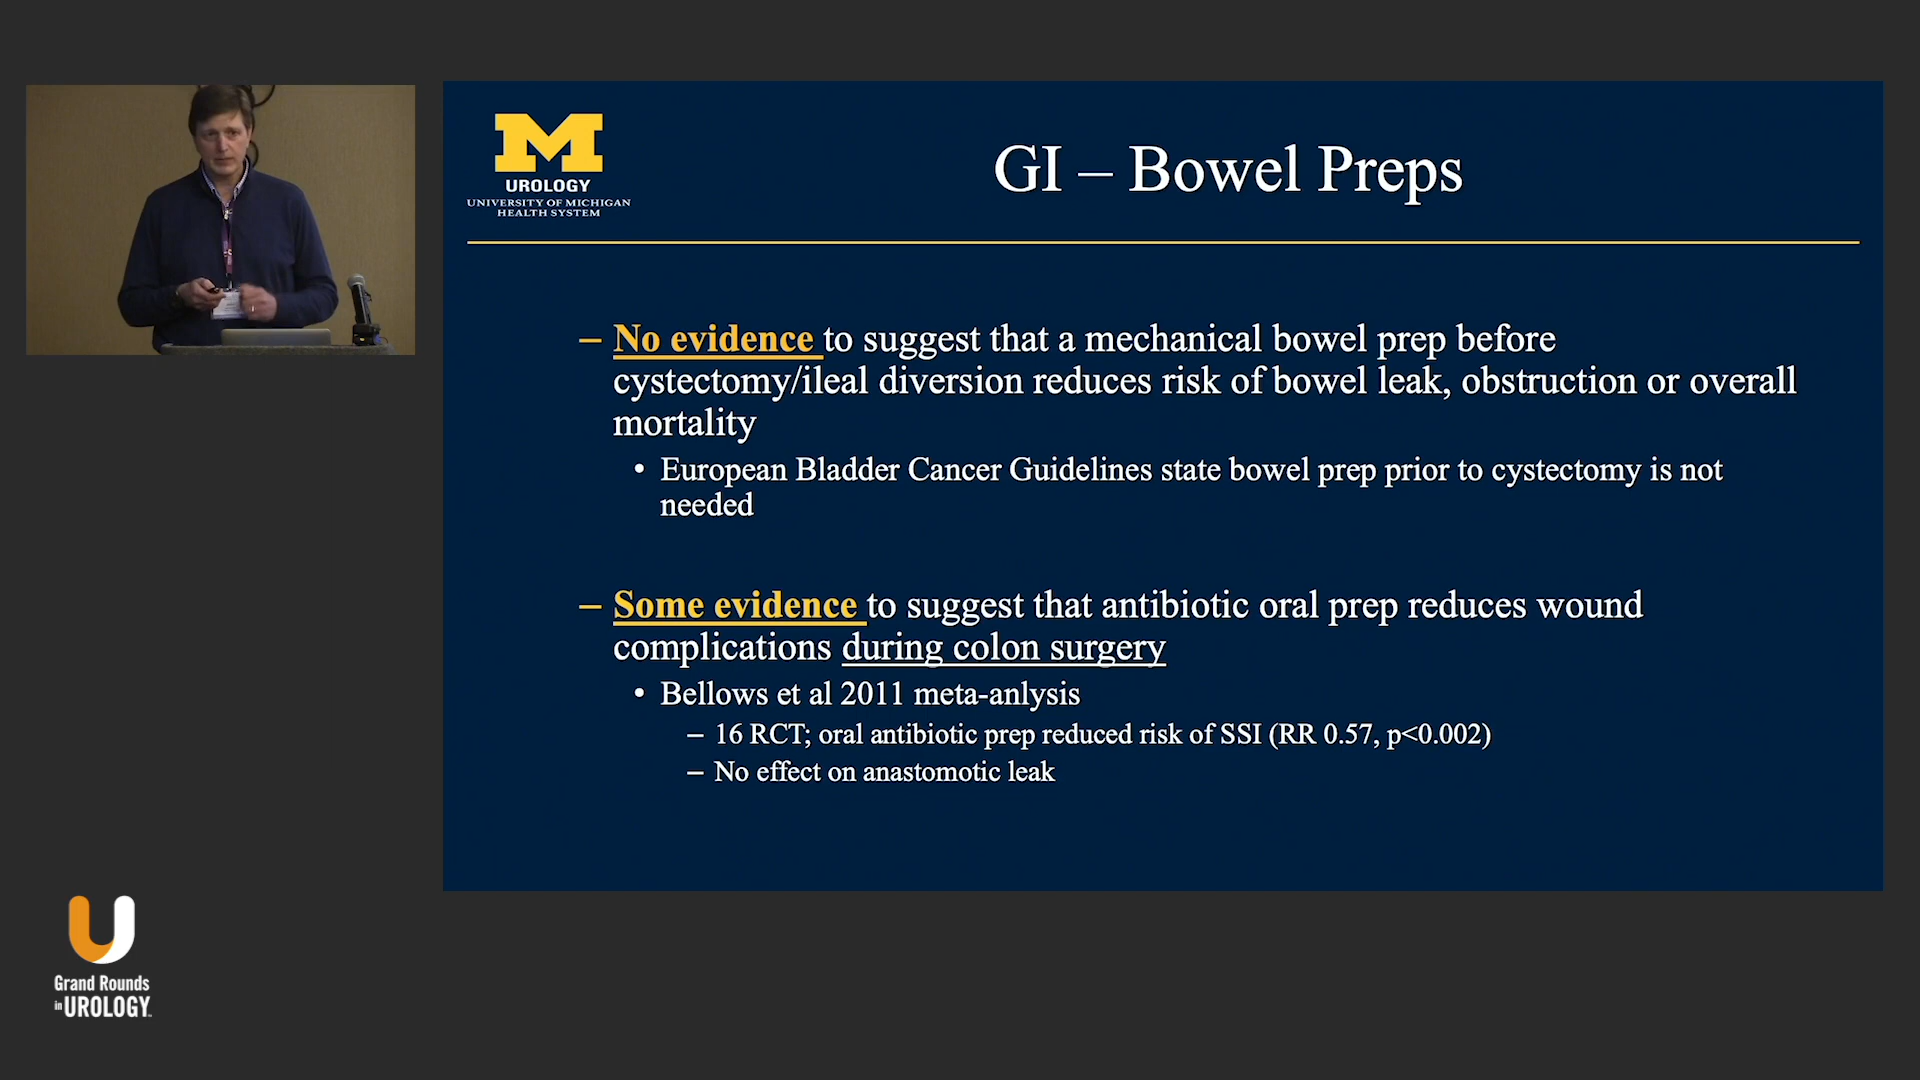 M
UROLOGY
UNIVERSITY OF MICHIGAN
HEALTH SYSTEM
GI – Bowel Preps
– No evidence to suggest that a mechanical bowel prep before
cystectomy/ileal diversion reduces risk of bowel leak, obstruction or overall
mortality
• European Bladder Cancer Guidelines state bowel prep prior to cystectomy is not
needed
– Some evidence to suggest that antibiotic oral prep reduces wound
complications during colon surgery
• Bellows et al 2011 meta-anlysis
– 16 RCT; oral antibiotic prep reduced risk of SSI (RR 0.57, p<0.002)
– No effect on anastomotic leak
U
Grand Rounds
in UROLOGY